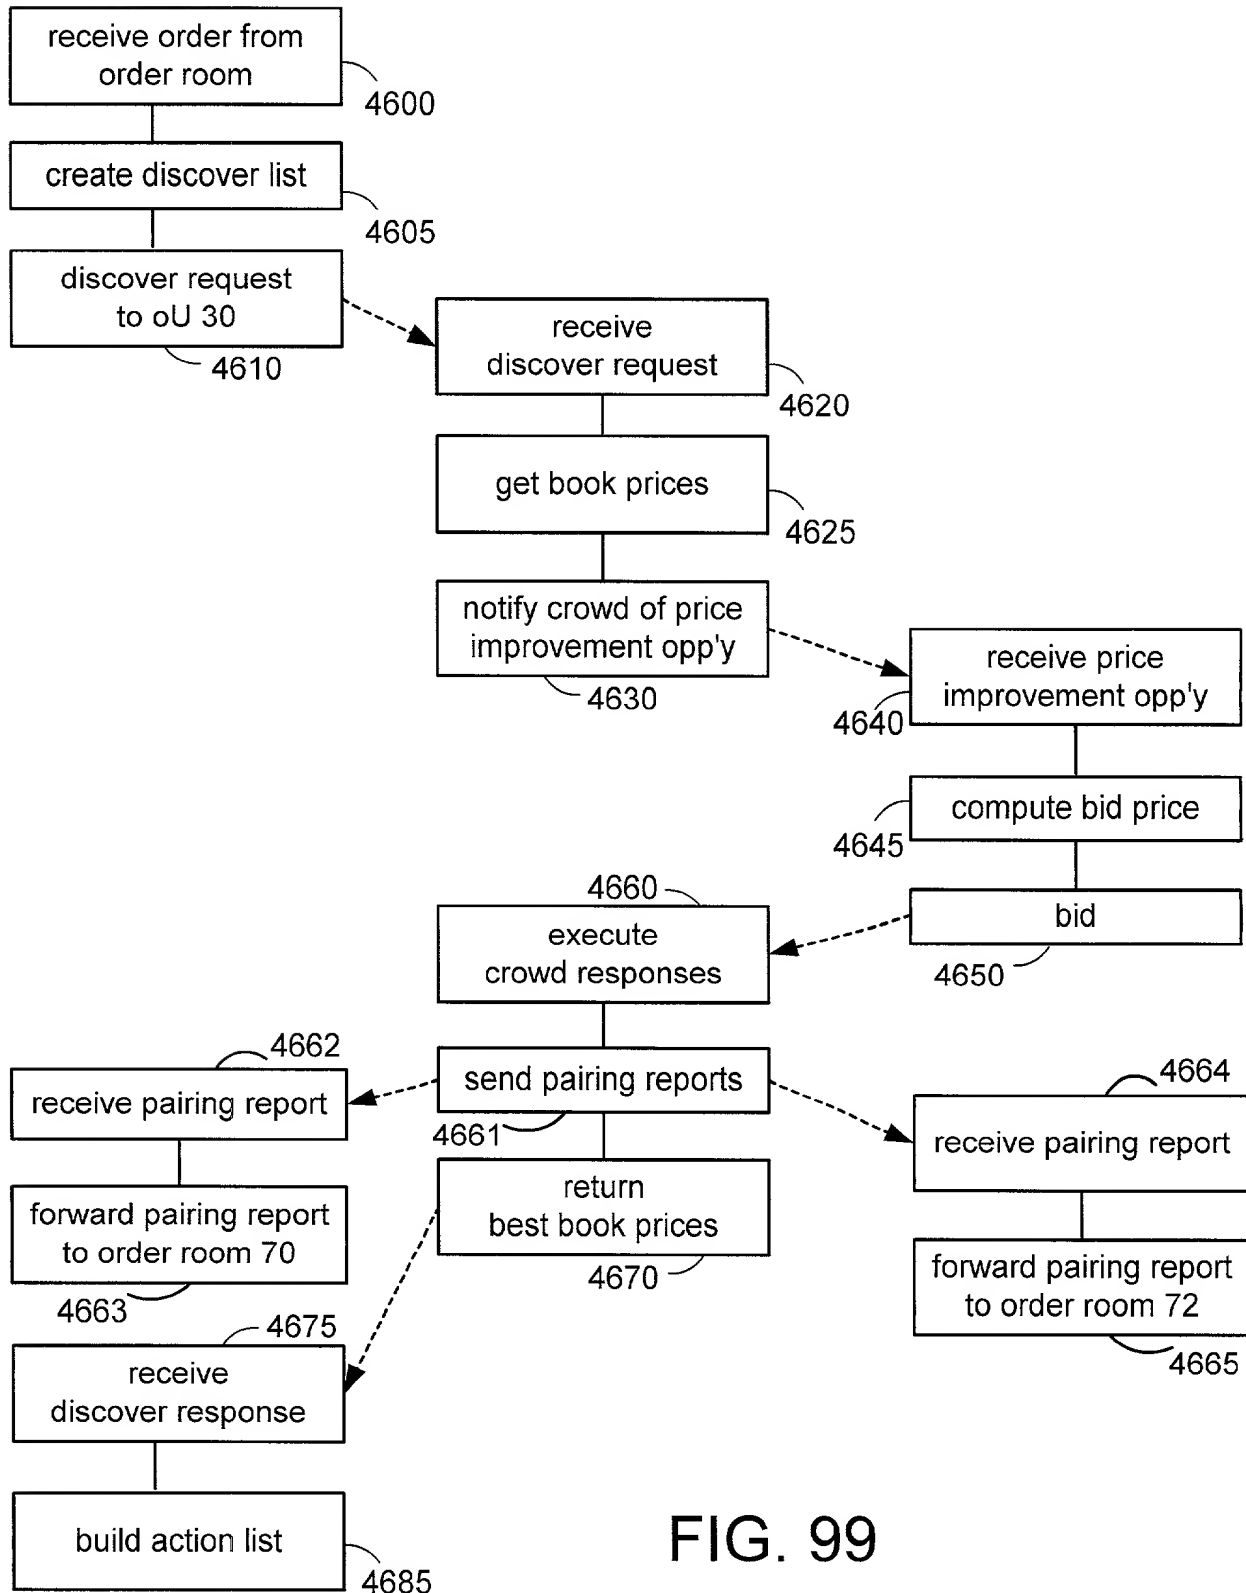 receive order from
order room
4600
create discover list
4605
discover request
to oU 30
4610
receive
discover request
4620
get book prices
4625
notify crowd of price
improvement opp'y
4630
receive price
improvement opp'y
4640
compute bid price
4645
bid
4650
4660
execute
crowd responses
send pairing reports
4661
4662
receive pairing report
forward pairing report
to order room 70
4663
4664
receive pairing report
forward pairing report
to order room 72
4665
return
best book prices
4670
4675
receive
discover response
build action list
4685
FIG. 99